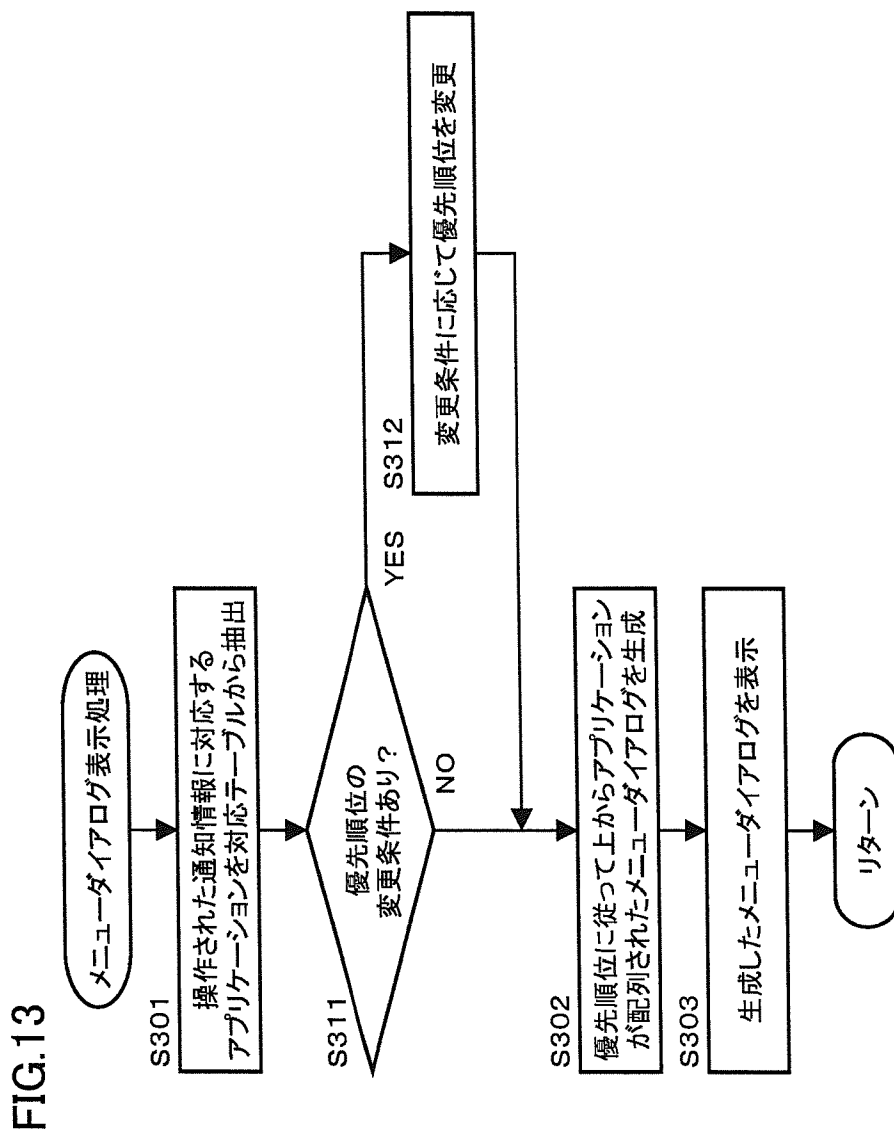 FIG.13
メニューダイアログ表示処理
S301
操作された通知情報に対応する
アプリケーションを対応テーブルから抽出
S311
優先順位の
変更条件あり？
YES
NO
S312
変更条件に応じて優先順位を変更
S302
優先順位に従って上からアプリケーション
が配列されたメニューダイアログを生成
S303
生成したメニューダイアログを表示
リターン